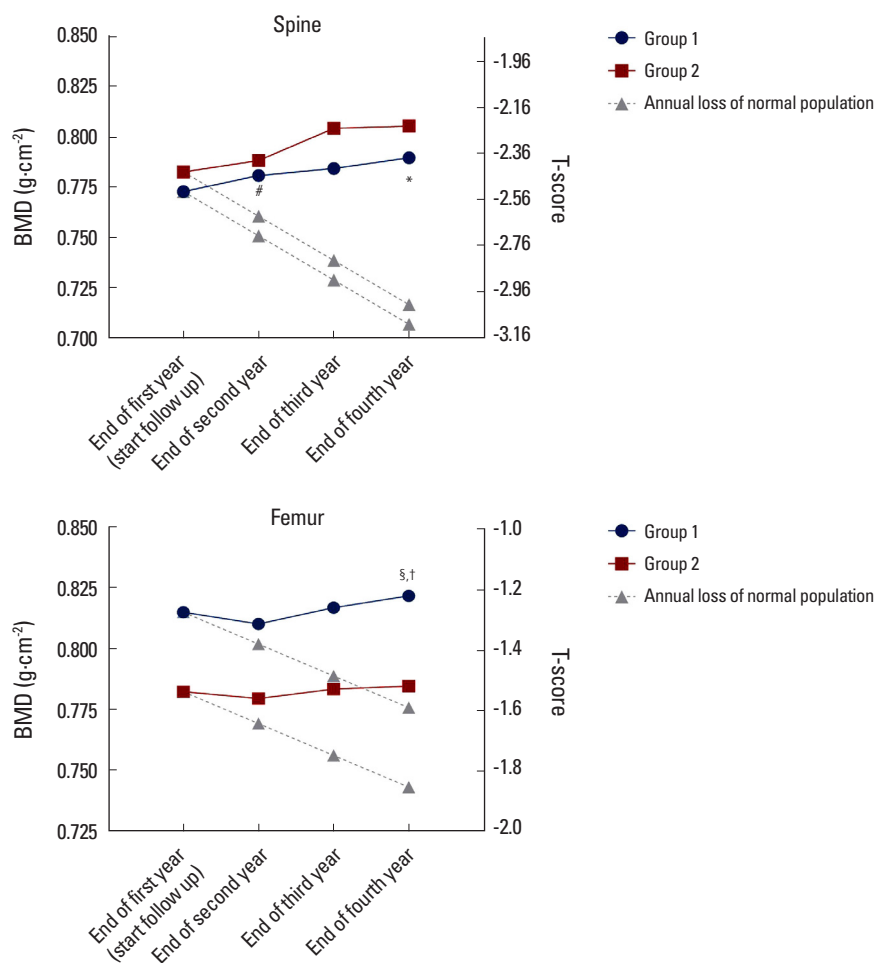 Spine
BMD (g·cm-2)
0.850
0.825
0.800
0.775
0.750
0.725
0.700
T-score
-1.96
-2.16
-2.36
-2.56
-2.76
-2.96
-3.16
#
*
End of first year
(start follow up)
End of second year
End of third year
End of fourth year
Group 1
Group 2
Annual loss of normal population
Femur
BMD (g·cm-2)
0.850
0.825
0.800
0.775
0.750
0.725
T-score
-1.0
-1.2
-1.4
-1.6
-1.8
-2.0
§,†
End of first year
(start follow up)
End of second year
End of third year
End of fourth year
Group 1
Group 2
Annual loss of normal population